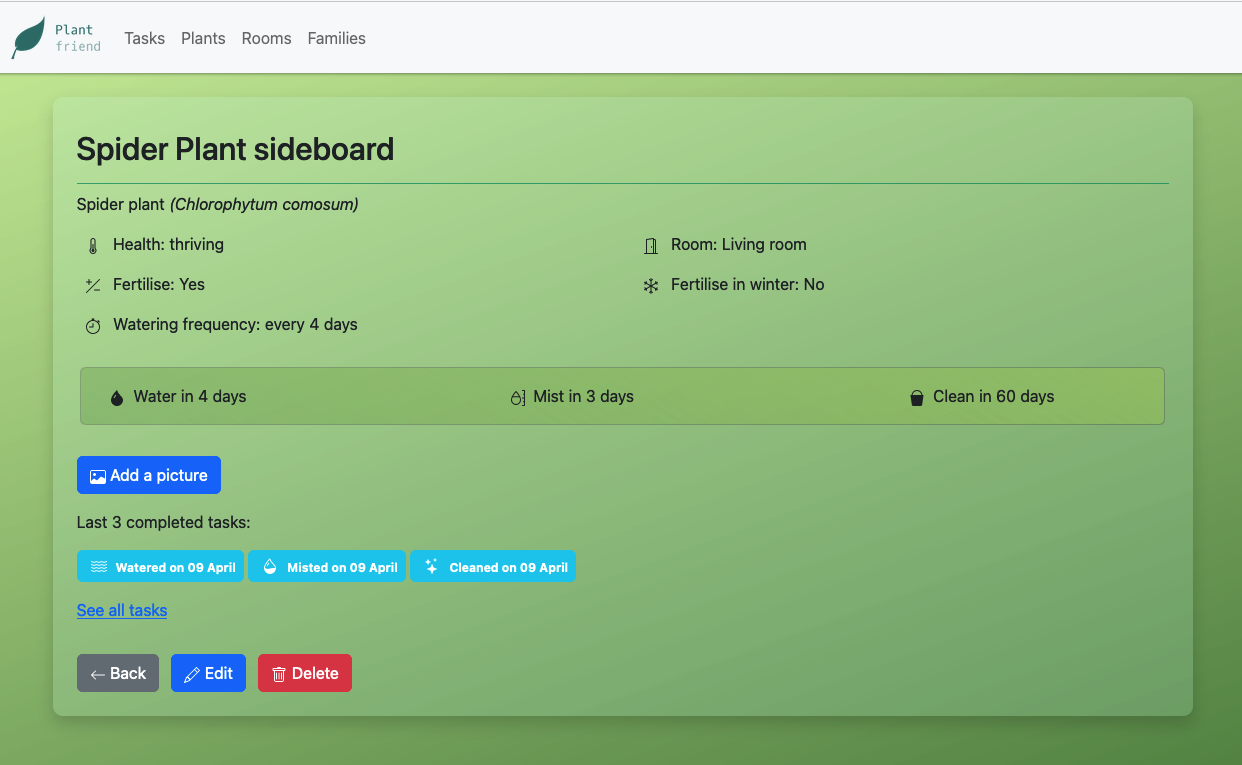 Plant
friend
Tasks Plants Rooms Families
Spider Plant sideboard
Spider plant (Chlorophytum comosum)
Health: thriving Room: Living room
Fertilise: Yes Fertilise in winter: No
Watering frequency: every 4 days
Water in 4 days Mist in 3 days Clean in 60 days
Add a picture
Last 3 completed tasks:
Watered on 09 April Misted on 09 April Cleaned on 09 April
See all tasks
Back Edit Delete